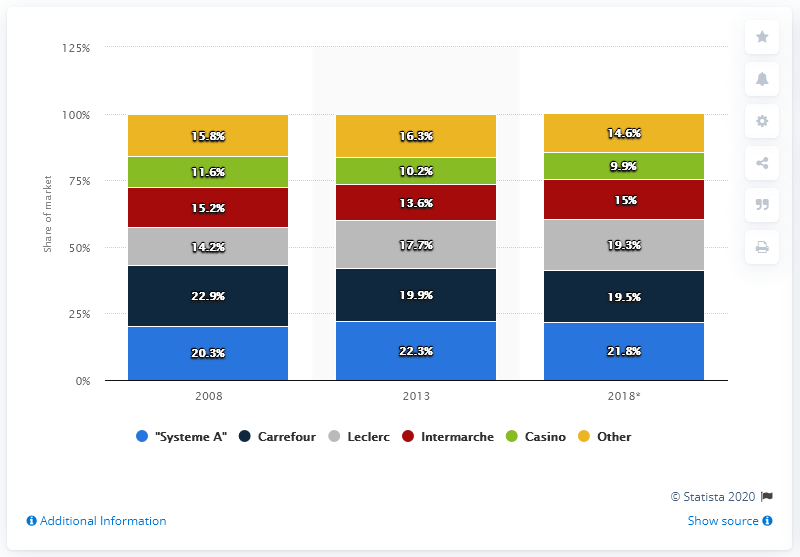 125%
100%
75%
50%
25%
0%
Share of market
15.8% 16.3% 14.6%
11.6% 10.2% 9.9%
15.2% 13.6% 15%
14.2% 17.7% 19.3%
22.9% 19.9% 19.5%
20.3% 22.3% 21.8%
2008 2013 2018*
"Systeme A" Carrefour Leclerc Intermarche Casino Other
© Statista 2020
Additional Information Show source